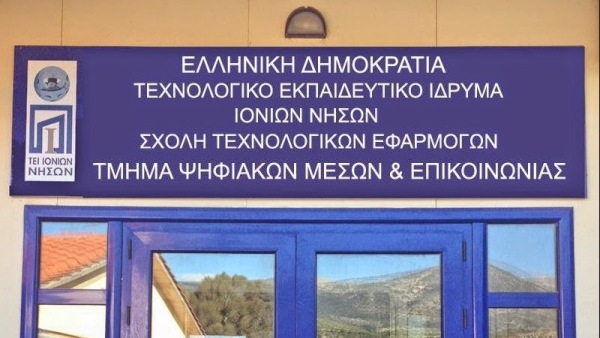 ΕΛΛΗΝΙΚΗ ΔΗΜΟΚΡΑΤΙΑ
ΤΕΧΝΟΛΟΓΙΚΟ ΕΚΠΑΙΔΕΥΤΙΚΟ ΙΔΡΥΜΑ
ΙΟΝΙΩΝ ΝΗΣΩΝ
ΣΧΟΛΗ ΤΕΧΝΟΛΟΓΙΚΩΝ ΕΦΑΡΜΟΓΩΝ
ΤΜΗΜΑ ΨΗΦΙΑΚΩΝ ΜΕΣΩΝ & ΕΠΙΚΟΙΝΩΝΙΑΣ
ΤΕΙ ΙΟΝΙΩΝ
ΝΗΣΩΝ